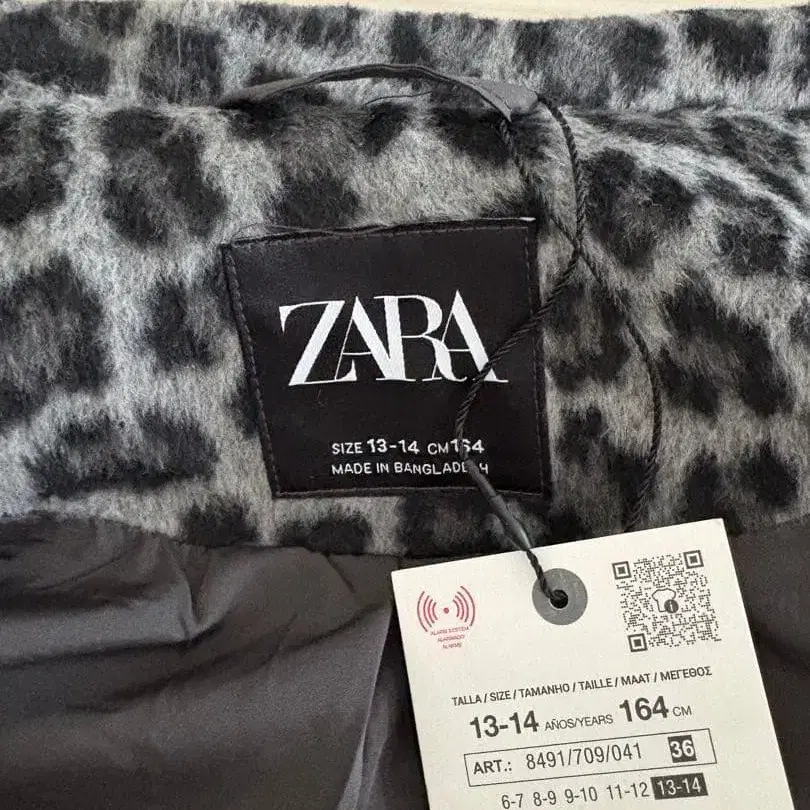 ZARA
SIZE 13-14 CM 164
MADE IN
TALLA / SIZE / TAMANHO / TAILLE / MAAT / ΜΕΓΕΘΟΣ
13-14 AÑOS/YEARS 164 CM
ART.: 8491/709/041 36
6-7 8-9 9-10 11-12 13-14